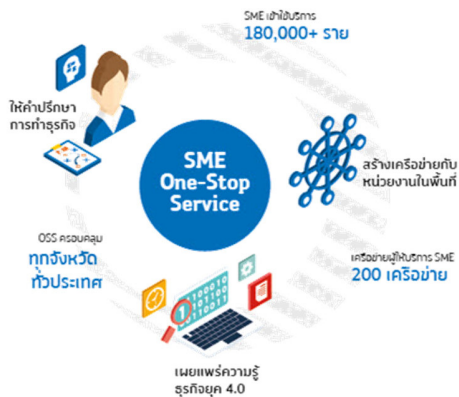 SME เข้าใช้บริการ
180,000+ ราย
ให้คำปรึกษา
การทำธุรกิจ
SME
One-Stop
Service
สร้างเครือข่ายกับ
หน่วยงานในพื้นที่
OSS ครอบคลุม
ทุกจังหวัด
ทั่วประเทศ
เครือข่ายผู้ให้บริการ SME
200 เครือข่าย
100010
101100
110011
1
เผยแพร่ความรู้
ธุรกิจยุค 4.0